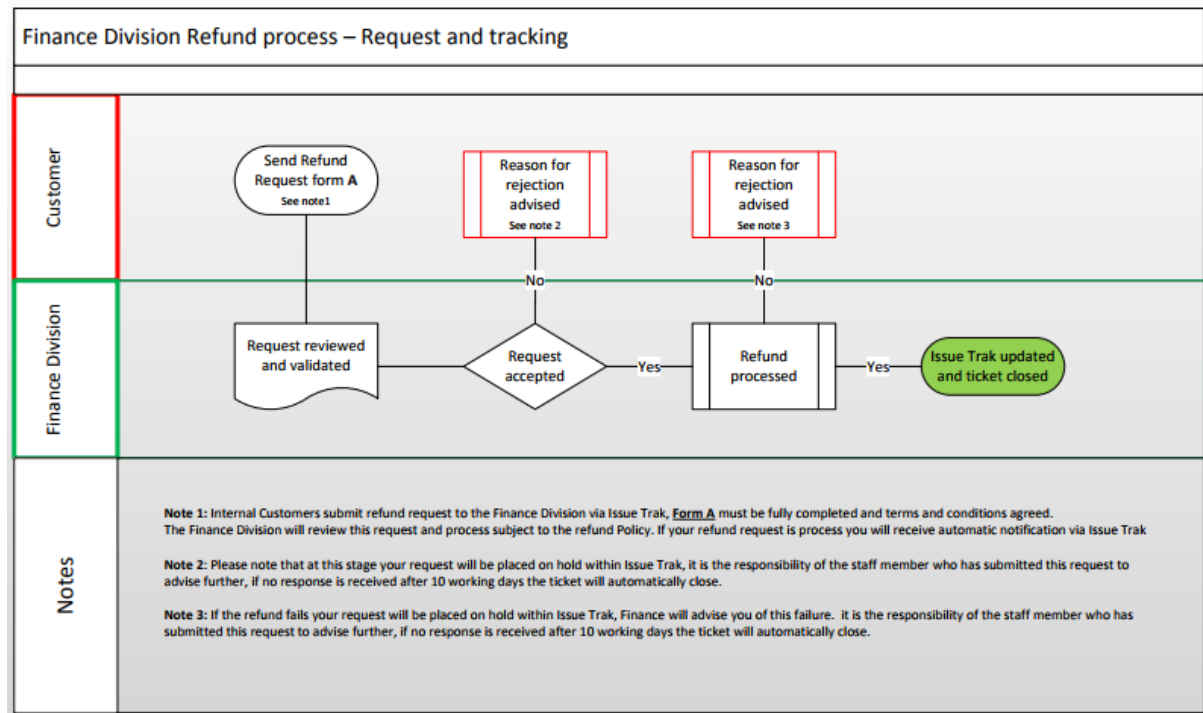 Finance Division Refund process – Request and tracking
Customer
Send Refund
Request form A
See note1
Reason for
rejection
advised
See note 2
Reason for
rejection
advised
See note 3
No
No
Finance Division
Request reviewed
and validated
Request
accepted
Yes
Refund
processed
Yes
Issue Trak updated
and ticket closed
Notes
Note 1: Internal Customers submit refund request to the Finance Division via Issue Trak, Form A must be fully completed and terms and conditions agreed.
The Finance Division will review this request and process subject to the refund Policy. If your refund request is process you will receive automatic notification via Issue Trak
Note 2: Please note that at this stage your request will be placed on hold within Issue Trak, it is the responsibility of the staff member who has submitted this request to
advise further, if no response is received after 10 working days the ticket will automatically close.
Note 3: If the refund fails your request will be placed on hold within Issue Trak, Finance will advise you of this failure.  it is the responsibility of the staff member who has
submitted this request to advise further, if no response is received after 10 working days the ticket will automatically close.